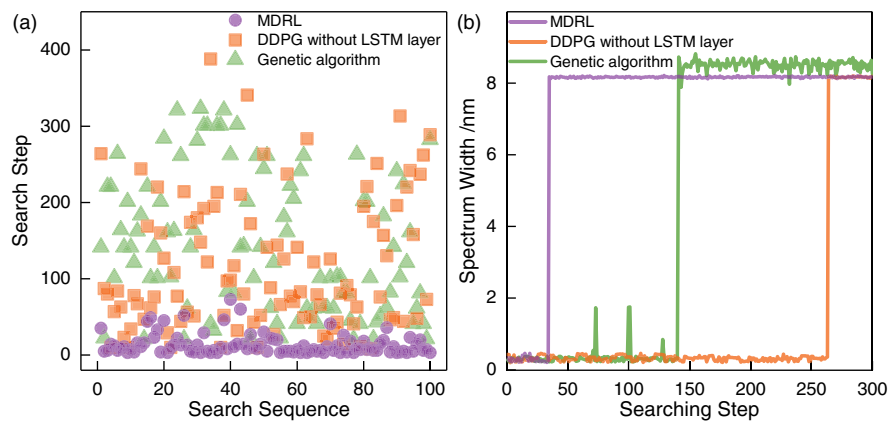 (a)
MDRL
DDPG without LSTM layer
Genetic algorithm
400
300
200
100
0
Search Step
0
20
40
60
80
100
Search Sequence
(b)
MDRL
DDPG without LSTM layer
Genetic algorithm
8
6
4
2
0
Spectrum Width /nm
0
50
100
150
200
250
300
Searching Step